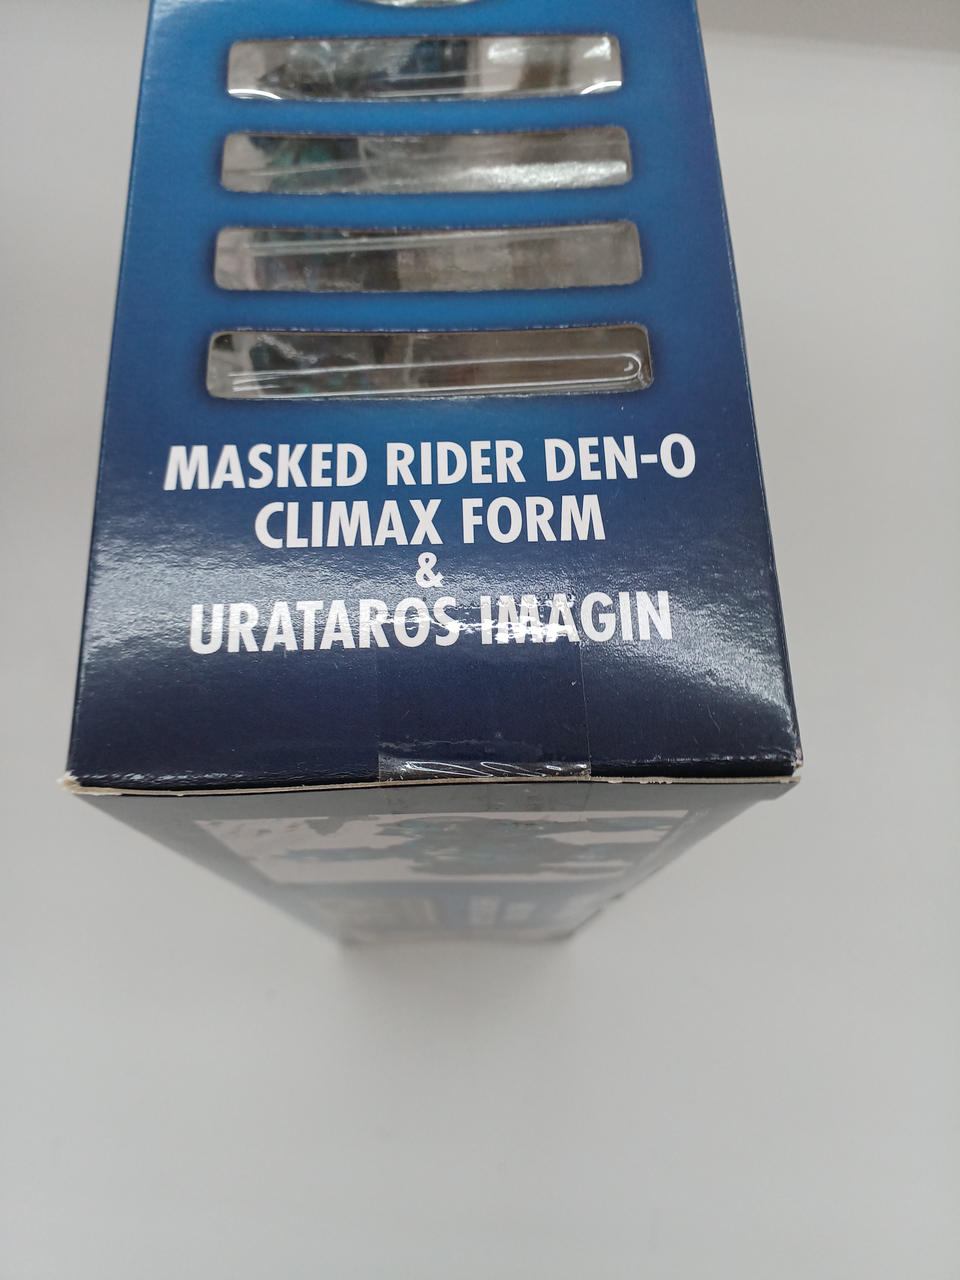 MASKED RIDER DEN-O
CLIMAX FORM
&
URATAROS IMAGIN